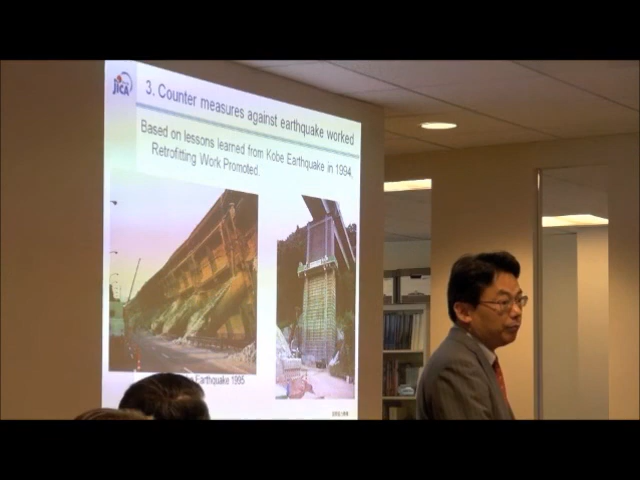 JICA
3. Counter measures against earthquake worked
Based on lessons learned from Kobe Earthquake in 1994,
Retrofitting Work Promoted.
Earthquake 1995